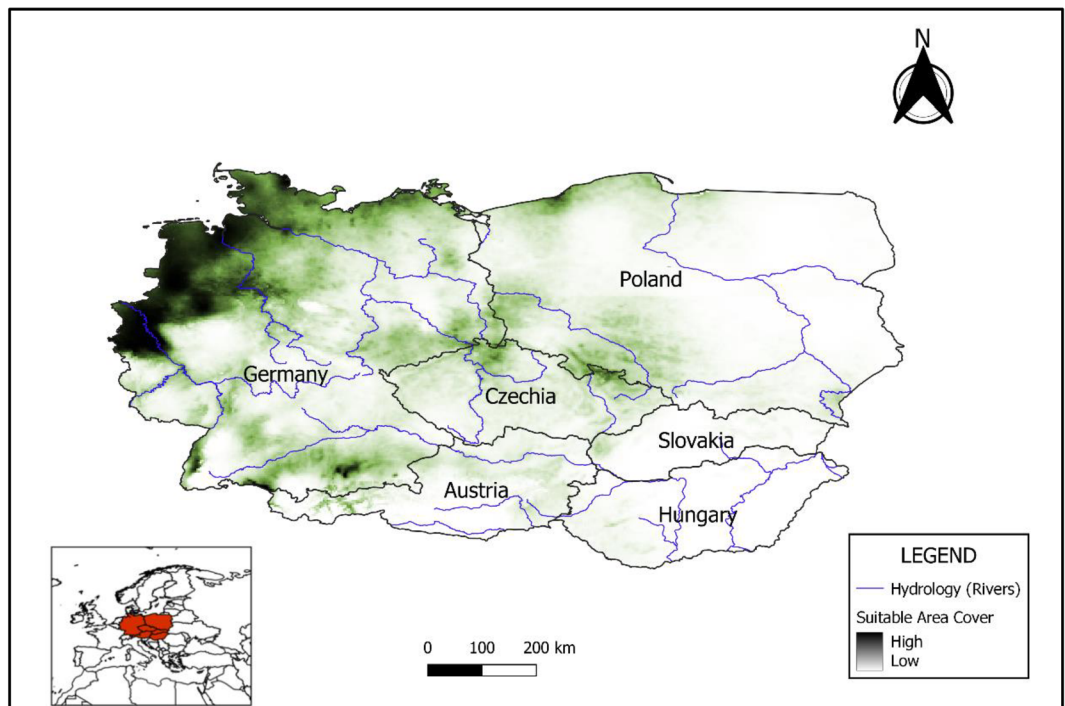 N
Poland
Germany
Czechia
Slovakia
Austria
Hungary
LEGEND
Hydrology (Rivers)
Suitable Area Cover
High
Low
0 100 200 km